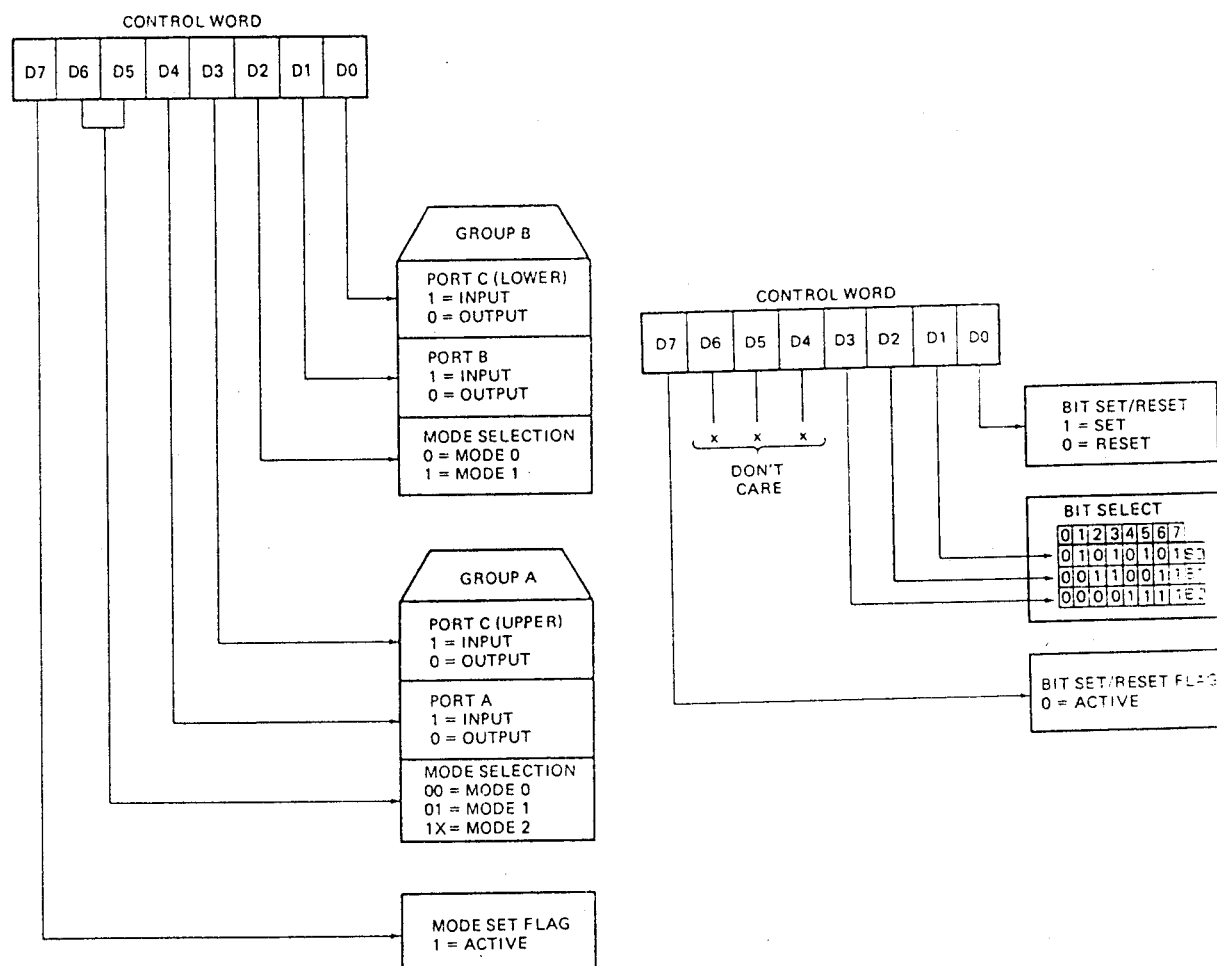 CONTROL WORD
D7 D6 D5 D4 D3 D2 D1 D0
GROUP B
PORT C (LOWER)
1 = INPUT
0 = OUTPUT
PORT B
1 = INPUT
0 = OUTPUT
MODE SELECTION
0 = MODE 0
1 = MODE 1
GROUP A
PORT C (UPPER)
1 = INPUT
0 = OUTPUT
PORT A
1 = INPUT
0 = OUTPUT
MODE SELECTION
00 = MODE 0
01 = MODE 1
1X = MODE 2
MODE SET FLAG
1 = ACTIVE
CONTROL WORD
D7 D6 D5 D4 D3 D2 D1 D0
x x x
DON'T
CARE
BIT SET/RESET
1 = SET
0 = RESET
BIT SELECT
0 1 2 3 4 5 6 7
0 1 0 1 0 1 0 1
0 0 1 1 0 0 1 1
0 0 0 0 1 1 1 1
BIT SET/RESET FLAG
0 = ACTIVE